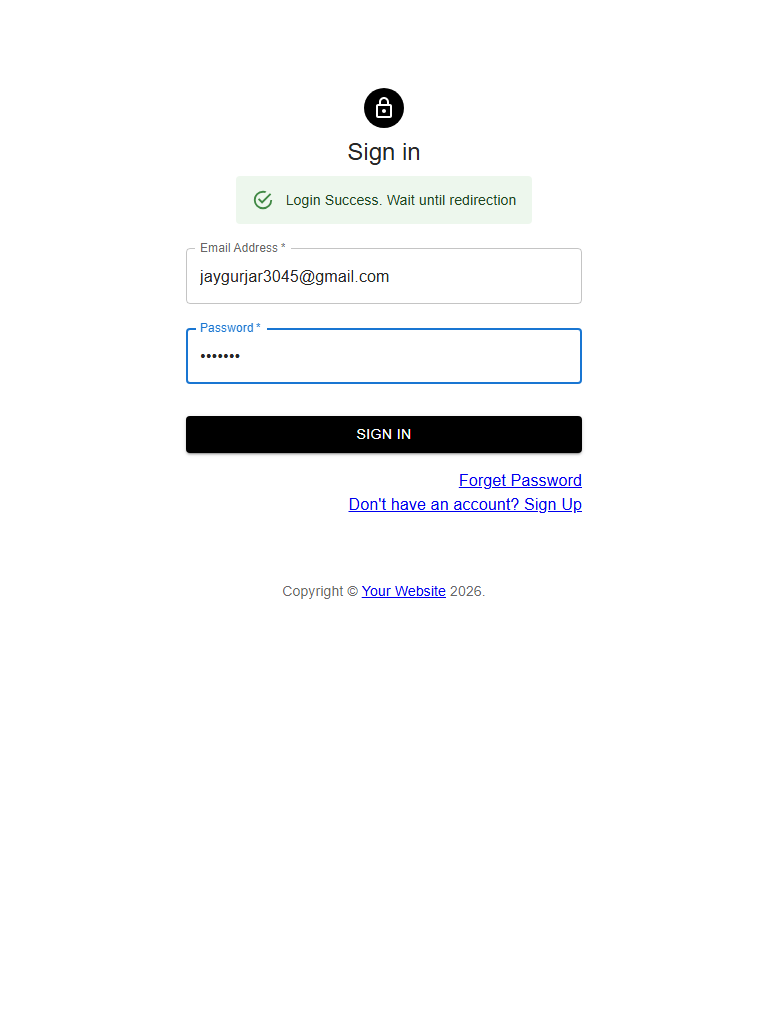 Sign in
Login Success. Wait until redirection
Email Address *
jaygurjar3045@gmail.com
Password *
•••••••
SIGN IN
Forget Password
Don't have an account? Sign Up
Copyright © Your Website 2026.